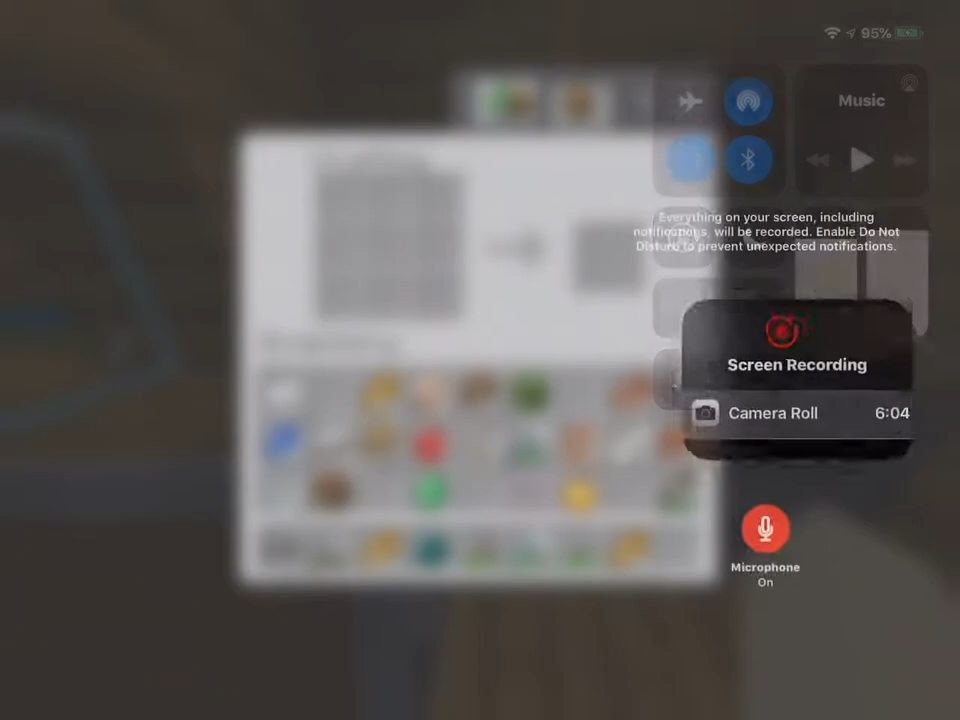 95%
Music
Everything on your screen, including
notifications, will be recorded. Enable Do Not
Disturb to prevent unexpected notifications.
Screen Recording
Camera Roll 6:04
Microphone
On